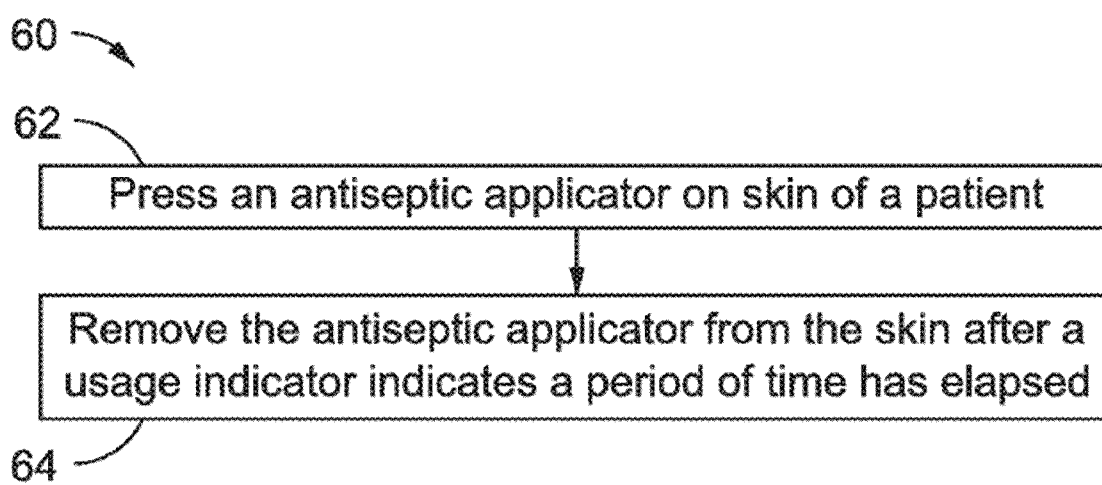 60
62
Press an antiseptic applicator on skin of a patient
Remove the antiseptic applicator from the skin after a
usage indicator indicates a period of time has elapsed
64